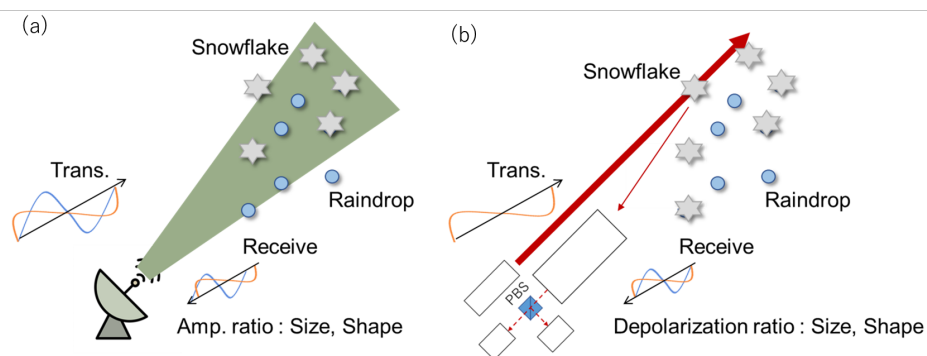 (a)
Snowflake
Trans.
Raindrop
Receive
Amp. ratio : Size, Shape
(b)
Snowflake
Trans.
Raindrop
Receive
PBS
Depolarization ratio : Size, Shape